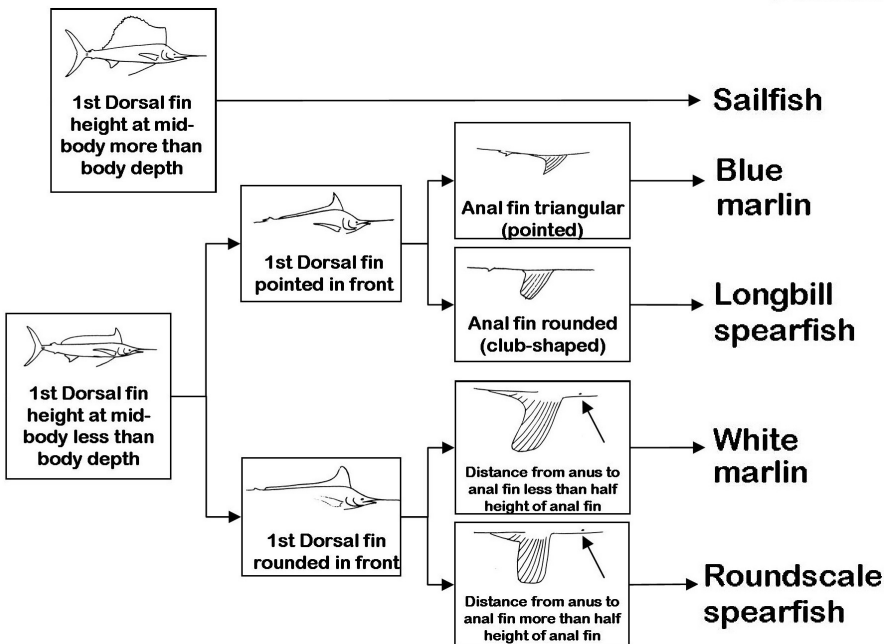 1st Dorsal fin
height at mid-
body more than
body depth
Sailfish
1st Dorsal fin
height at mid-
body less than
body depth
1st Dorsal fin
pointed in front
Anal fin triangular
(pointed)
Blue
marlin
Anal fin rounded
(club-shaped)
Longbill
spearfish
1st Dorsal fin
rounded in front
Distance from anus to
anal fin less than half
height of anal fin
White
marlin
Distance from anus to
anal fin more than half
height of anal fin
Roundscale
spearfish